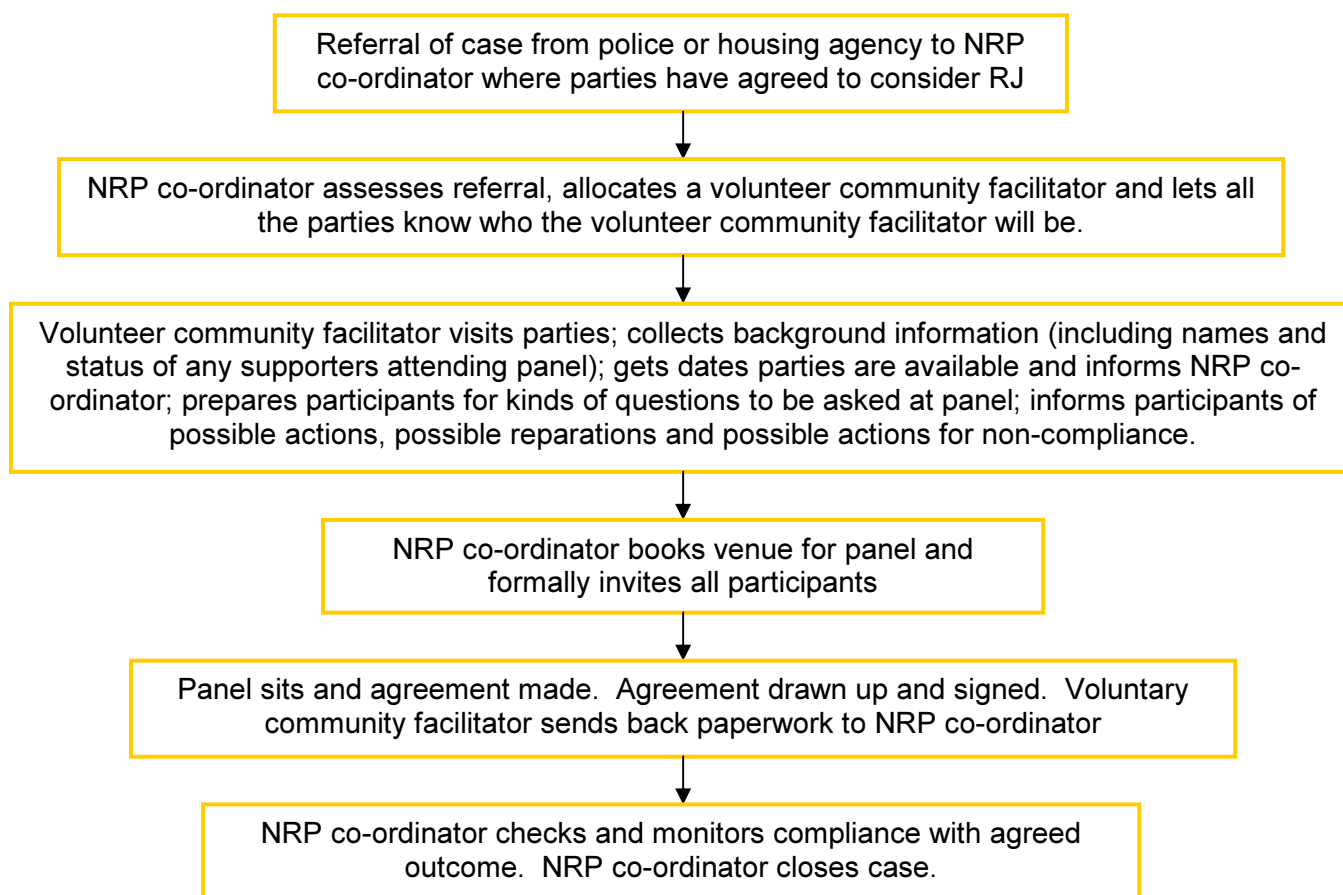 Referral of case from police or housing agency to NRP
co-ordinator where parties have agreed to consider RJ
NRP co-ordinator assesses referral, allocates a volunteer community facilitator and lets all
the parties know who the volunteer community facilitator will be.
Volunteer community facilitator visits parties; collects background information (including names and
status of any supporters attending panel); gets dates parties are available and informs NRP co-
ordinator; prepares participants for kinds of questions to be asked at panel; informs participants of
possible actions, possible reparations and possible actions for non-compliance.
NRP co-ordinator books venue for panel and
formally invites all participants
Panel sits and agreement made.  Agreement drawn up and signed.  Voluntary
community facilitator sends back paperwork to NRP co-ordinator
NRP co-ordinator checks and monitors compliance with agreed
outcome.  NRP co-ordinator closes case.